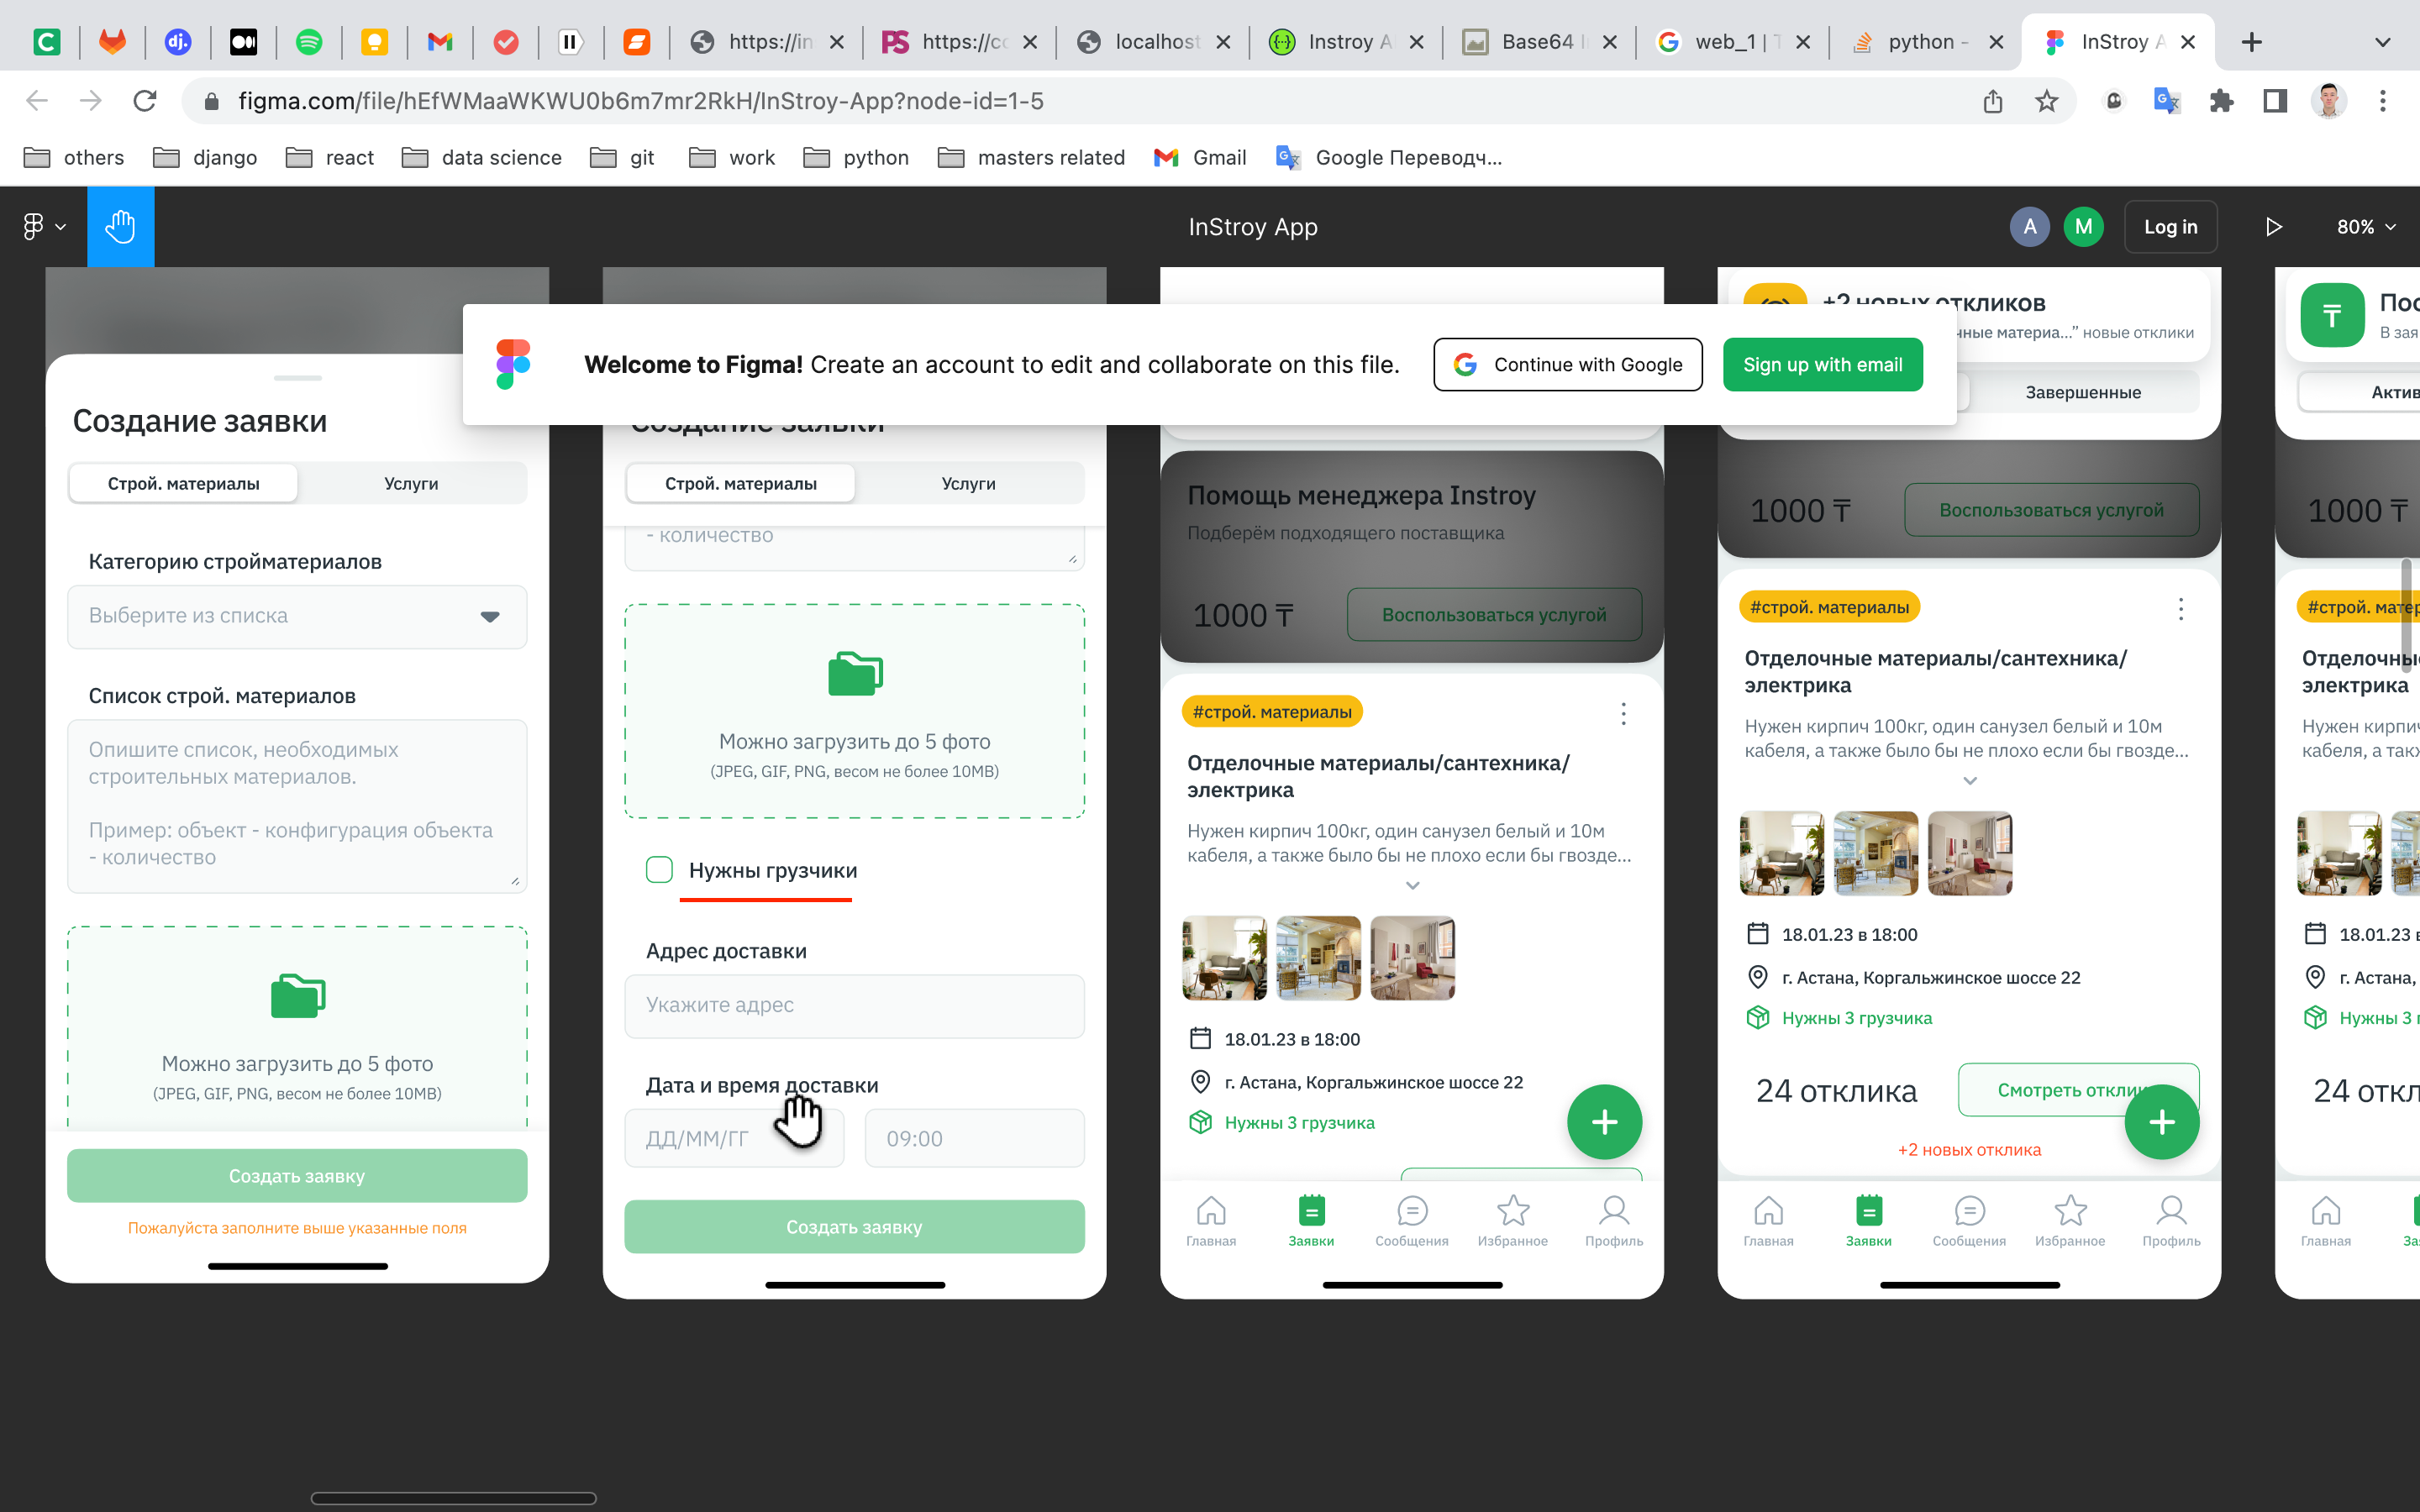 https://in
https://co
localhost
Instroy A
Base64 I
web_1 | T
python -
InStroy A
figma.com/file/hEfWMaaWKWU0b6m7mr2RkH/InStroy-App?node-id=1-5
others
django
react
data science
git
work
python
masters related
Gmail
Google Переводч...
InStroy App
A
M
Log in
80%
Welcome to Figma! Create an account to edit and collaborate on this file.
Continue with Google
Sign up with email
Создание заявки
Строй. материалы
Услуги
Категорию стройматериалов
Выберите из списка
Список строй. материалов
Опишите список, необходимых
строительных материалов.
Пример: объект - конфигурация объекта
- количество
Можно загрузить до 5 фото
(JPEG, GIF, PNG, весом не более 10MB)
Создать заявку
Пожалуйста заполните выше указанные поля
Создание заявки
Строй. материалы
Услуги
- количество
Можно загрузить до 5 фото
(JPEG, GIF, PNG, весом не более 10MB)
Нужны грузчики
Адрес доставки
Укажите адрес
Дата и время доставки
ДД/ММ/ГГ
09:00
Создать заявку
Помощь менеджера Instroy
Подберём подходящего поставщика
1000 ₸
Воспользоваться услугой
#строй. материалы
Отделочные материалы/сантехника/
электрика
Нужен кирпич 100кг, один санузел белый и 10м
кабеля, а также было бы не плохо если бы гвозде...
18.01.23 в 18:00
г. Астана, Коргальжинское шоссе 22
Нужны 3 грузчика
Главная
Заявки
Сообщения
Избранное
Профиль
+2 новых откликов
ные материа...” новые отклики
Завершенные
1000 ₸
Воспользоваться услугой
#строй. материалы
Отделочные материалы/сантехника/
электрика
Нужен кирпич 100кг, один санузел белый и 10м
кабеля, а также было бы не плохо если бы гвозде...
18.01.23 в 18:00
г. Астана, Коргальжинское шоссе 22
Нужны 3 грузчика
24 отклика
Смотреть отклик
+2 новых отклика
Главная
Заявки
Сообщения
Избранное
Профиль
₸
Пос
В зая
Актив
1000 ₸
#строй. матер
Отделочны
электрика
Нужен кирпич
кабеля, а такж
18.01.23 в
г. Астана,
Нужны 3 г
24 откл
Главная
За